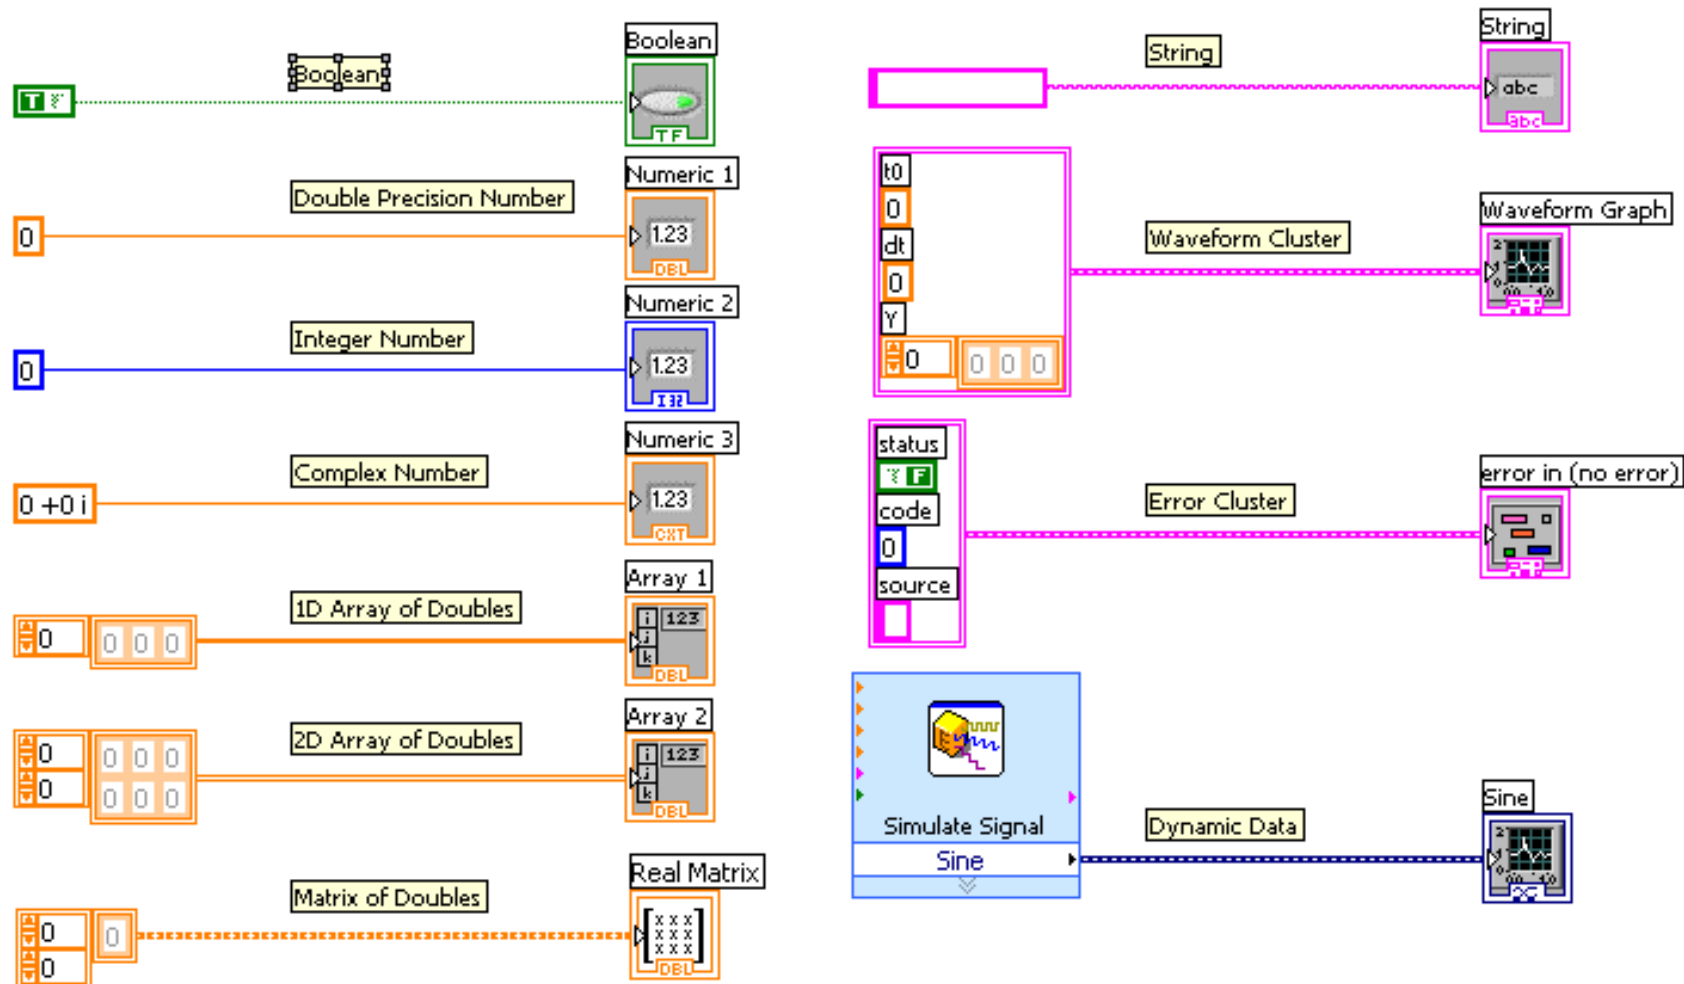 Boolean
Boolean
T
TF
Double Precision Number
Numeric 1
0
1.23
DBL
Integer Number
Numeric 2
0
1.23
I32
Complex Number
Numeric 3
0 +0 i
1.23
CXT
1D Array of Doubles
Array 1
0
0 0 0
i
j
k
123
DBL
2D Array of Doubles
Array 2
0
0
0 0 0
0 0 0
i
j
k
123
DBL
Matrix of Doubles
Real Matrix
0
0
0
x x x
x x x
x x x
DBL
String
String
abc
abc
t0
0
dt
0
Y
0
0 0 0
Waveform Cluster
Waveform Graph
status
F
code
0
source
Error Cluster
error in (no error)
Simulate Signal
Sine
Dynamic Data
Sine